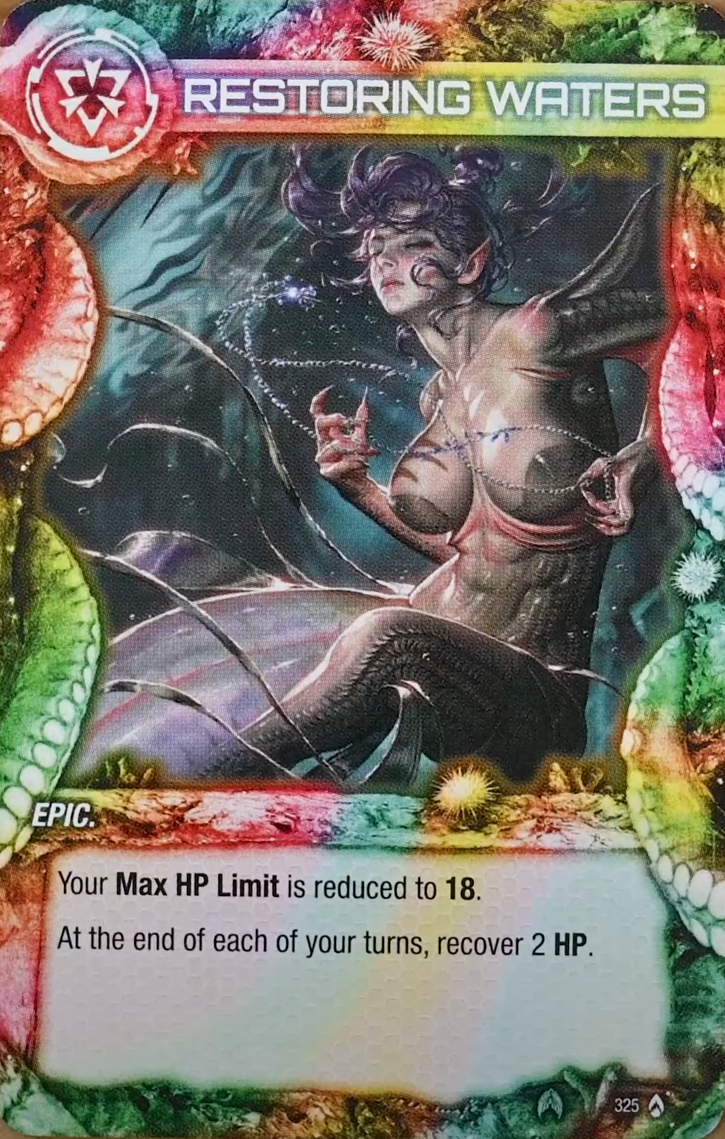 RESTORING WATERS
EPIC.
Your Max HP Limit is reduced to 18.
At the end of each of your turns, recover 2 HP.
325